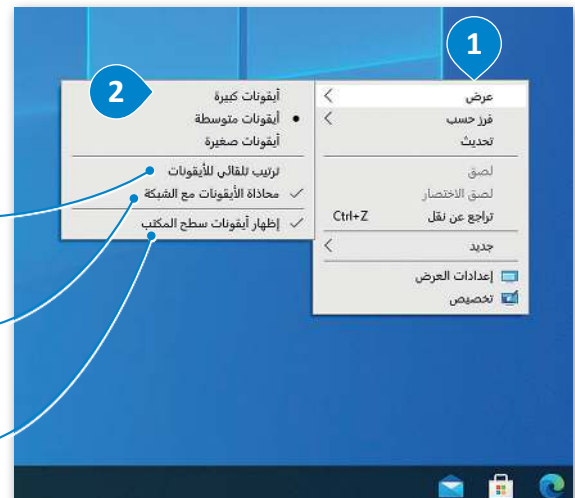 1
عرض
فرز حسب
تحديث
لصق
لصق الاختصار
تراجع عن نقل Ctrl+Z
جديد
إعدادات العرض
تخصيص
2
أيقونات كبيرة
أيقونات متوسطة
أيقونات صغيرة
ترتيب تلقائي للأيقونات
محاذاة الأيقونات مع الشبكة
إظهار أيقونات سطح المكتب